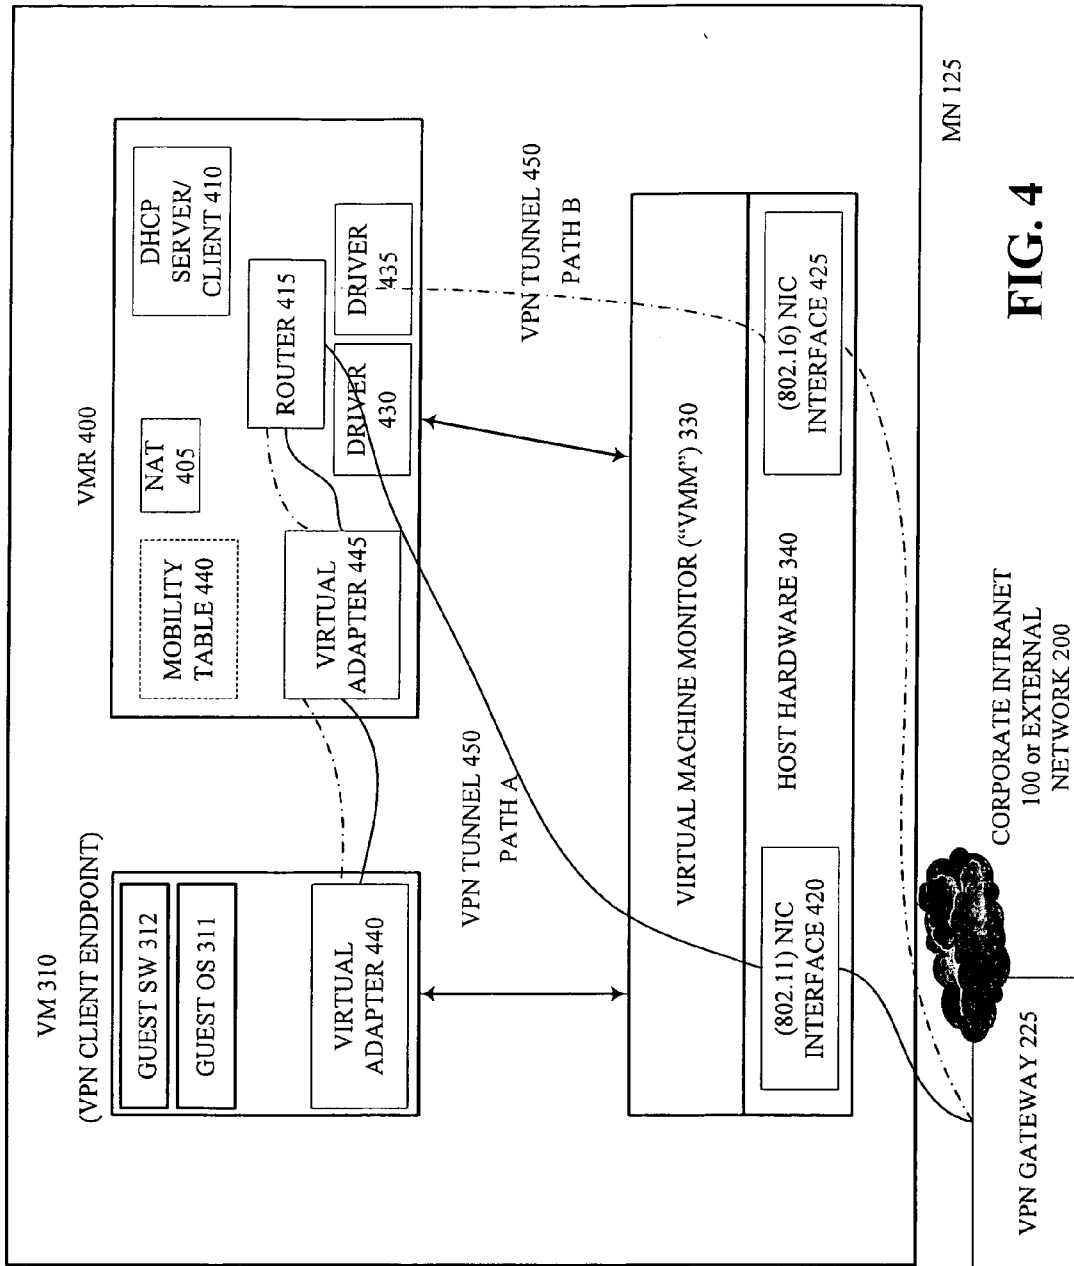 VM 310
(VPN CLIENT ENDPOINT)
GUEST SW 312
GUEST OS 311
VIRTUAL
ADAPTER 440
VMR 400
MOBILITY
TABLE 440
NAT
405
DHCP
SERVER/
CLIENT 410
VIRTUAL
ADAPTER 445
ROUTER 415
DRIVER
430
DRIVER
435
VPN TUNNEL 450
PATH A
VPN TUNNEL 450
PATH B
VIRTUAL MACHINE MONITOR ("VMM") 330
(802.11) NIC
INTERFACE 420
HOST HARDWARE 340
(802.16) NIC
INTERFACE 425
MN 125
VPN GATEWAY 225
CORPORATE INTRANET
100 or EXTERNAL
NETWORK 200
FIG. 4